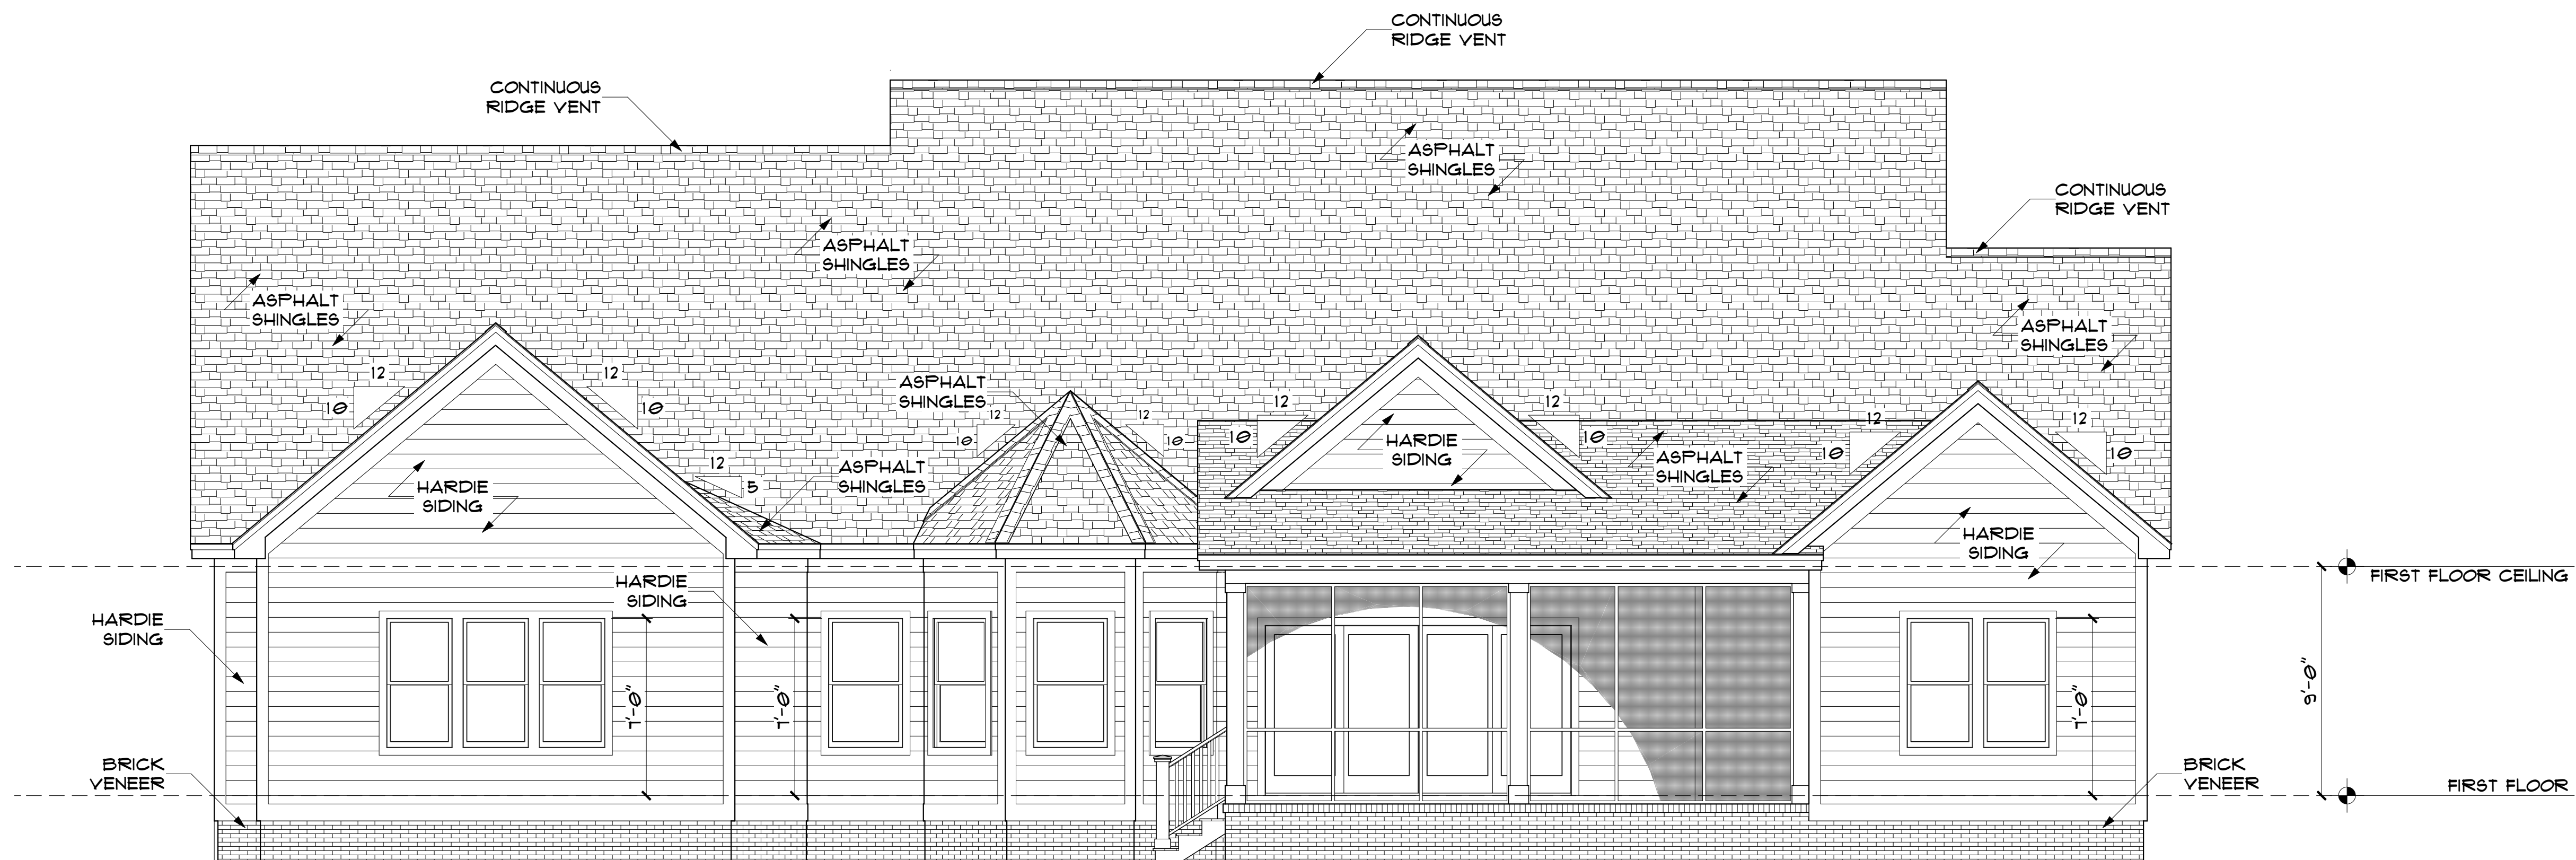 CONTINUOUS
RIDGE VENT
CONTINUOUS
RIDGE VENT
ASPHALT
SHINGLES
CONTINUOUS
RIDGE VENT
ASPHALT
SHINGLES
ASPHALT
SHINGLES
ASPHALT
SHINGLES
12
10
12
10
ASPHALT
SHINGLES
12
10
12
10
12
10
12
10
12
10
12
10
HARDIE
SIDING
ASPHALT
SHINGLES
12
5
ASPHALT
SHINGLES
HARDIE
SIDING
HARDIE
SIDING
FIRST FLOOR CEILING
HARDIE
SIDING
HARDIE
SIDING
7'-0"
7'-0"
7'-0"
9'-0"
BRICK
VENEER
BRICK
VENEER
FIRST FLOOR